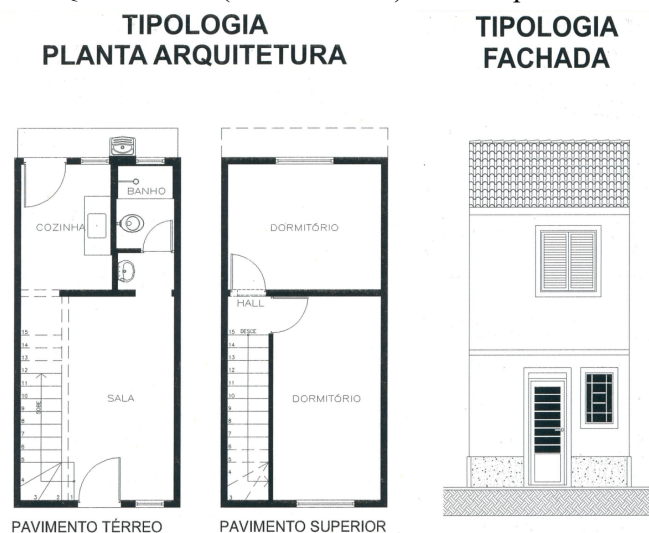 TIPOLOGIA
PLANTA ARQUITETURA
TIPOLOGIA
FACHADA
BANHO
COZINHA
SALA
SOBE
15
14
13
12
11
10
9
8
7
6
5
4
3 2 1
PAVIMENTO TÉRREO
DORMITÓRIO
HALL
DESCE
15
14
13
12
11
10
9
8
7
6
5
4
3
DORMITÓRIO
PAVIMENTO SUPERIOR